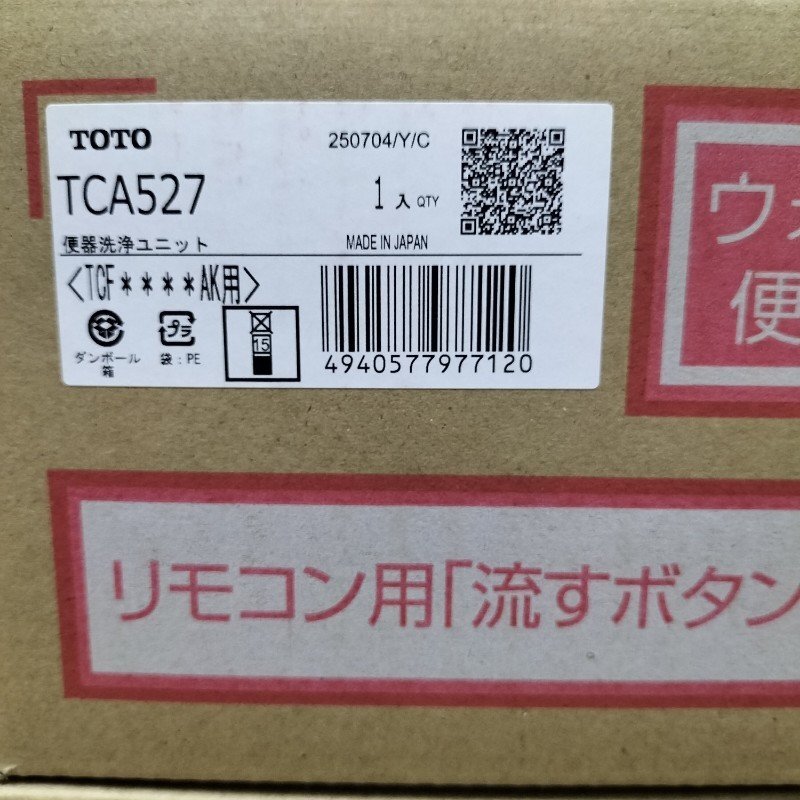 TOTO
250704/Y/C
TCA527
1入 QTY
便器洗浄ユニット
MADE IN JAPAN
<TCF****AK用>
プラ
15
ダンボール
箱
袋:PE
4940577977120
便
リモコン用「流すボタン